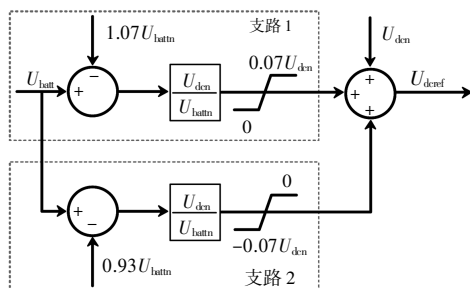 支路 1
1.07U_battn
−
U_batt
+
U_dcn
U_battn
0.07U_dcn
0
U_dcn
+
+
+
U_dcref
0
U_dcn
U_battn
−0.07U_dcn
+
−
0.93U_battn
支路 2